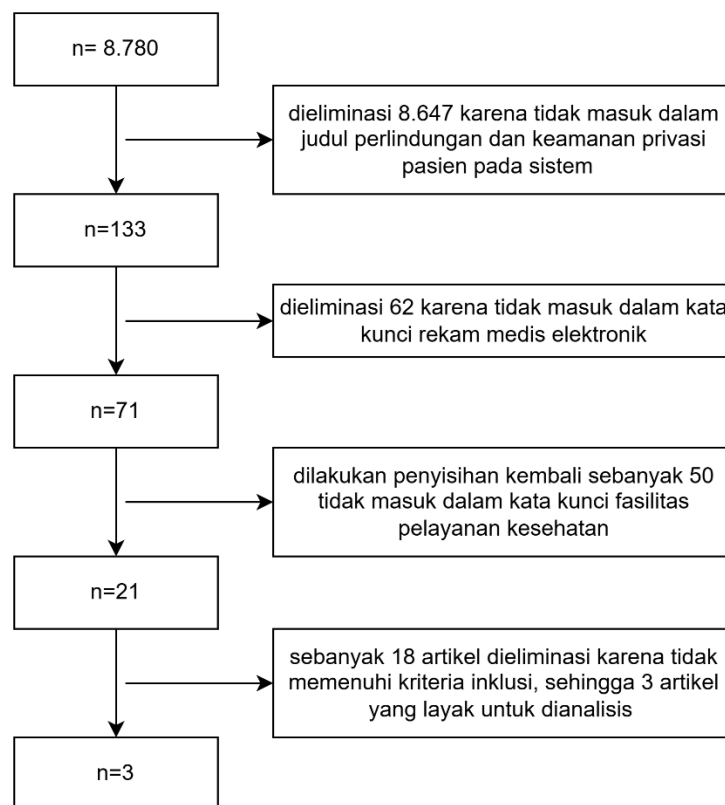 n= 8.780
dieliminasi 8.647 karena tidak masuk dalam
judul perlindungan dan keamanan privasi
pasien pada sistem
n=133
dieliminasi 62 karena tidak masuk dalam kata
kunci rekam medis elektronik
n=71
dilakukan penyisihan kembali sebanyak 50
tidak masuk dalam kata kunci fasilitas
pelayanan kesehatan
n=21
sebanyak 18 artikel dieliminasi karena tidak
memenuhi kriteria inklusi, sehingga 3 artikel
yang layak untuk dianalisis
n=3